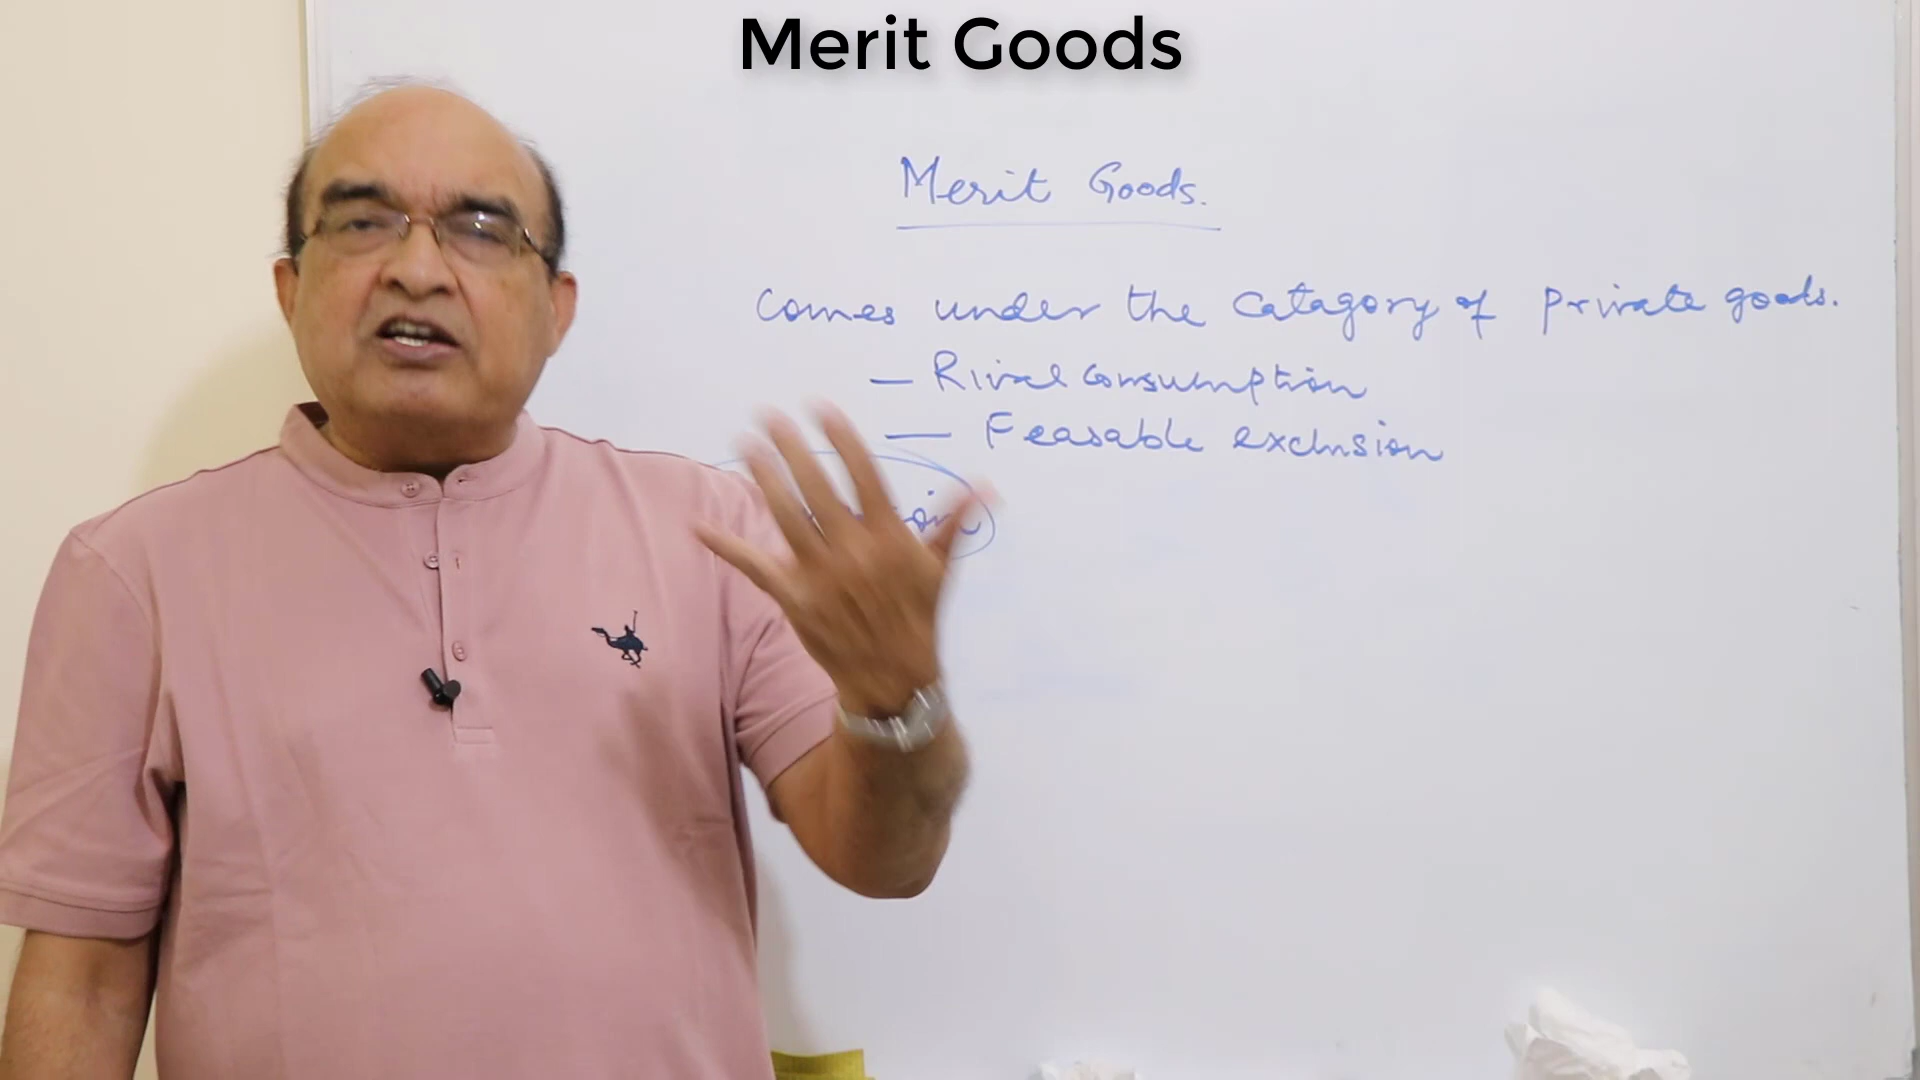 Merit Goods
Merit Goods.
Comes under the Catagory of Private goods.
— Rival Consumption
— Feasable exclusion